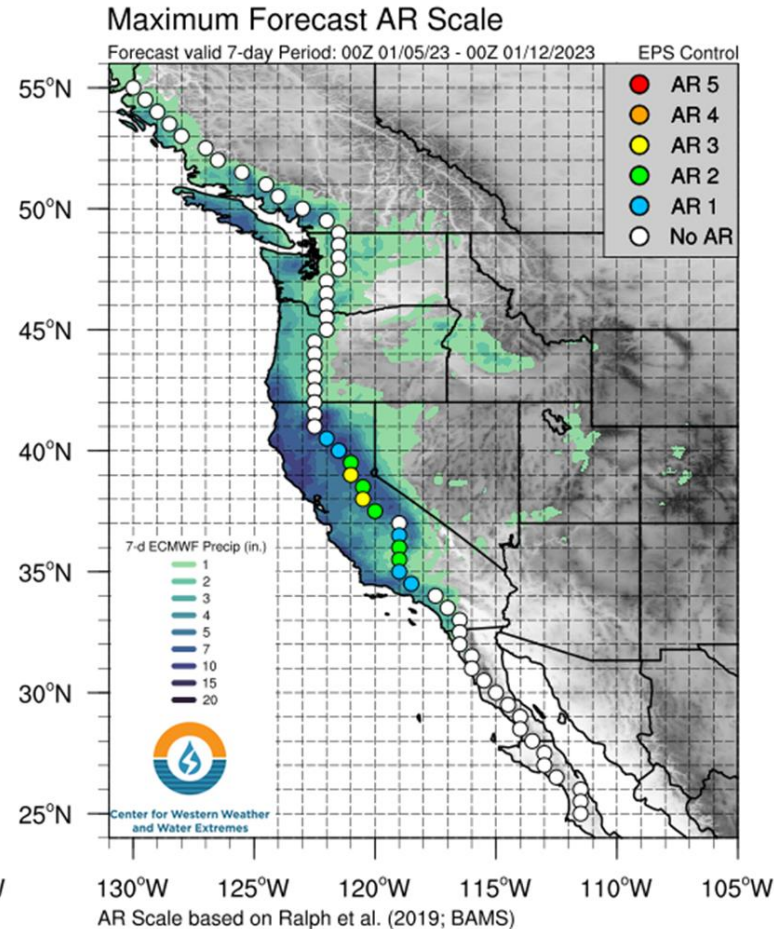 Maximum Forecast AR Scale
Forecast valid 7-day Period: 00Z 01/05/23 - 00Z 01/12/2023 EPS Control
AR 5
AR 4
AR 3
AR 2
AR 1
No AR
55°N
50°N
45°N
40°N
35°N
30°N
25°N
7-d ECMWF Precip (in.)
1
2
3
4
5
7
10
15
20
Center for Western Weather
and Water Extremes
W
130°W 125°W 120°W 115°W 110°W 105°W
AR Scale based on Ralph et al. (2019; BAMS)